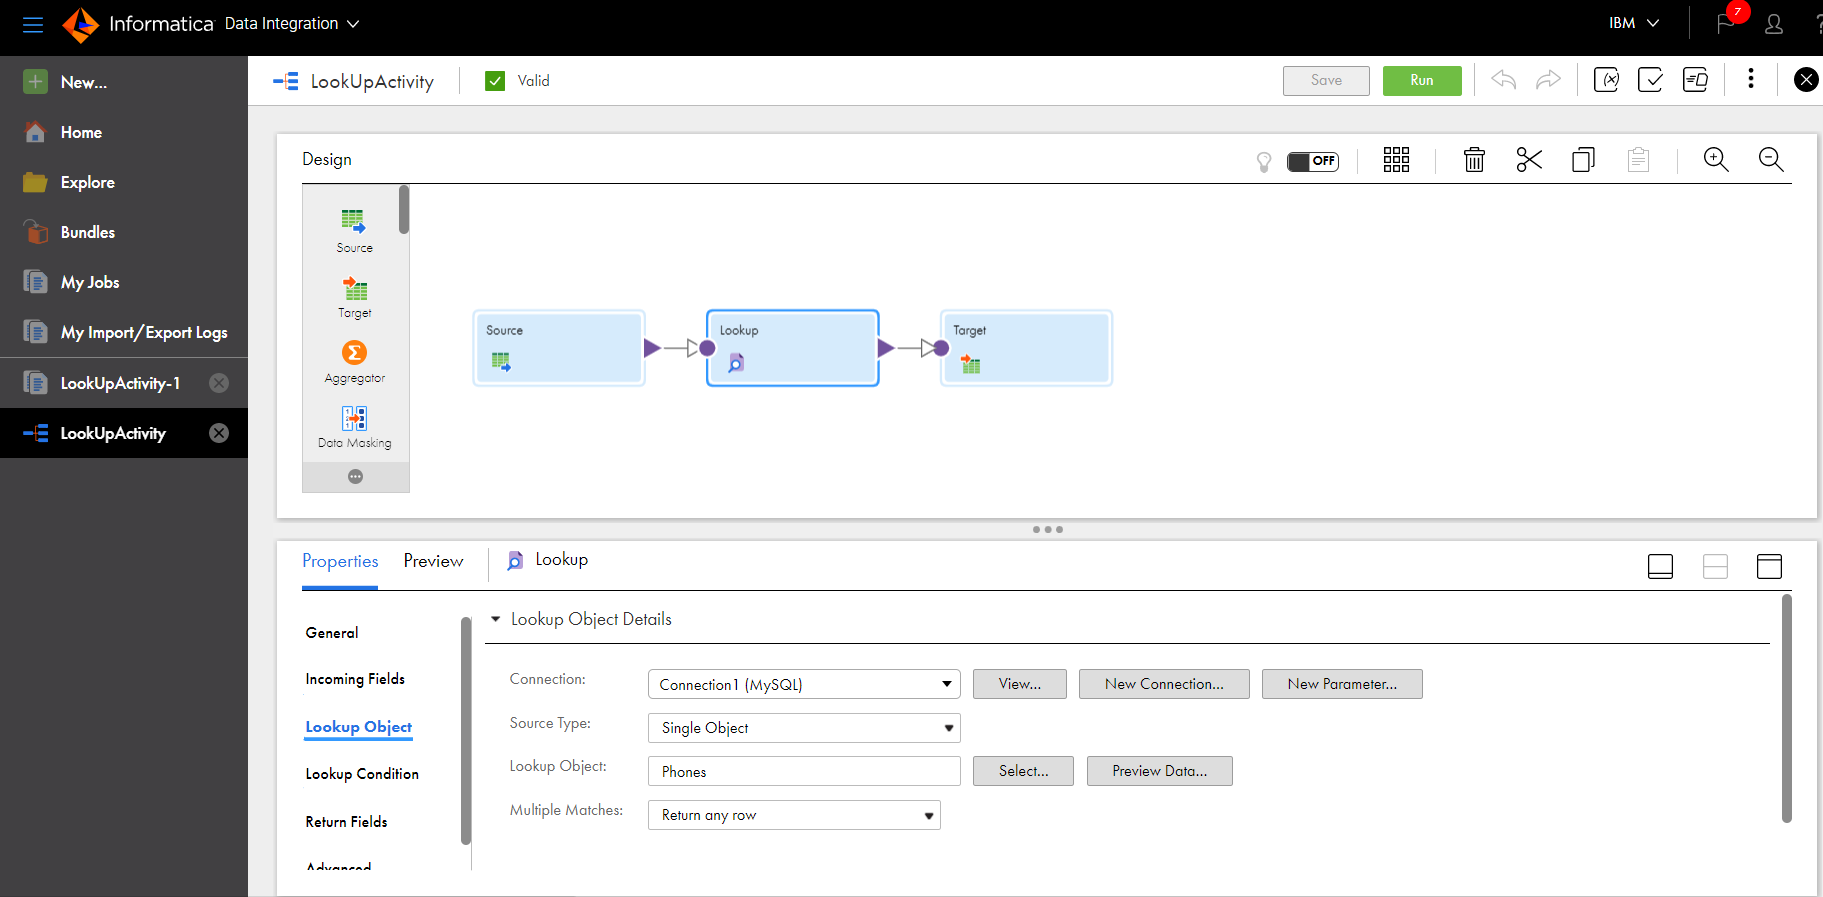 Informatica Data Integration
IBM
7
?
New...
Home
Explore
Bundles
My Jobs
My Import/Export Logs
LookUpActivity-1
LookUpActivity
LookUpActivity
Valid
Save
Run
Design
OFF
Source
Target
Aggregator
Data Masking
Source
Lookup
Target
Properties
Preview
Lookup
General
Incoming Fields
Lookup Object
Lookup Condition
Return Fields
Advanced
Lookup Object Details
Connection:
Connection1 (MySQL)
View...
New Connection...
New Parameter...
Source Type:
Single Object
Lookup Object:
Phones
Select...
Preview Data...
Multiple Matches:
Return any row